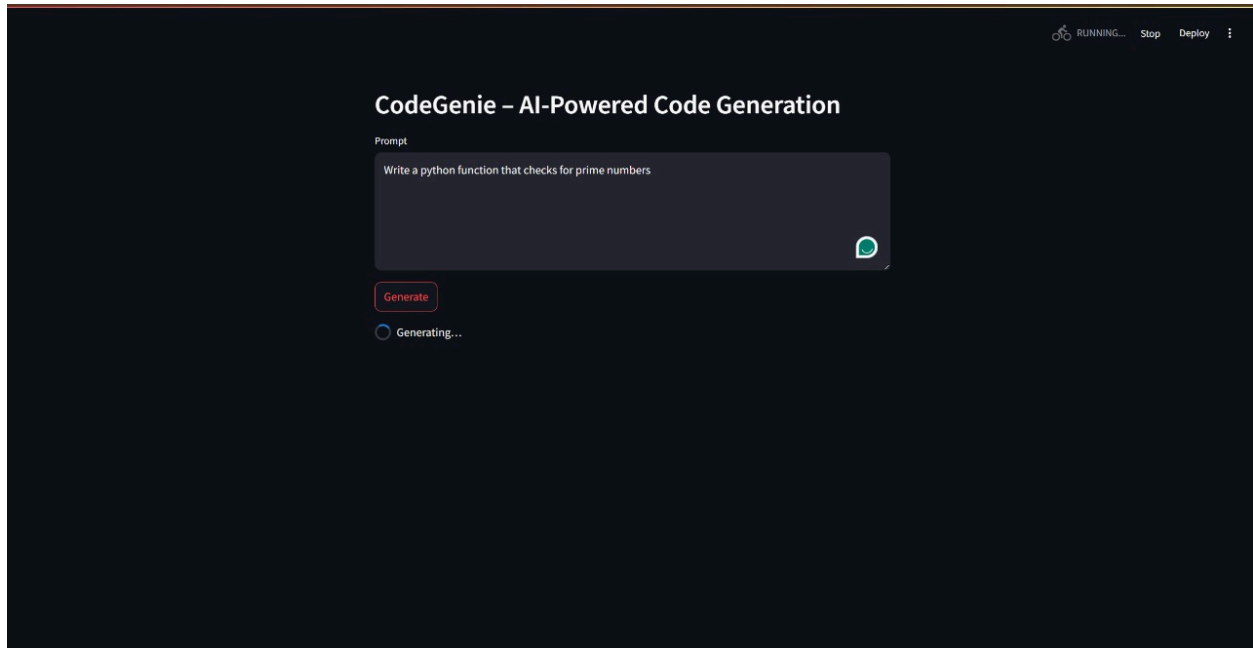 RUNNING... Stop Deploy
CodeGenie – AI-Powered Code Generation
Prompt
Write a python function that checks for prime numbers
Generate
Generating...